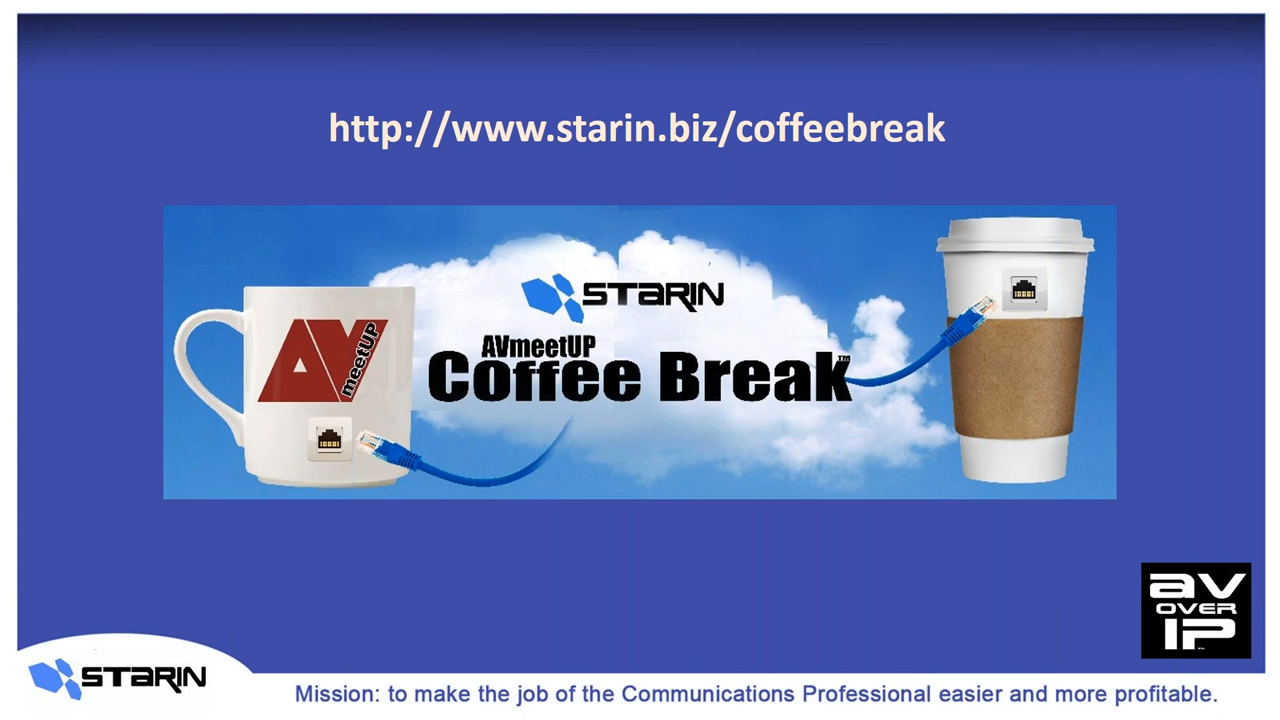 http://www.starin.biz/coffeebreak
STARIN
AVmeetUP
Coffee Break
AV meetUP
av
OVER
IP
STARIN
Mission: to make the job of the Communications Professional easier and more profitable.